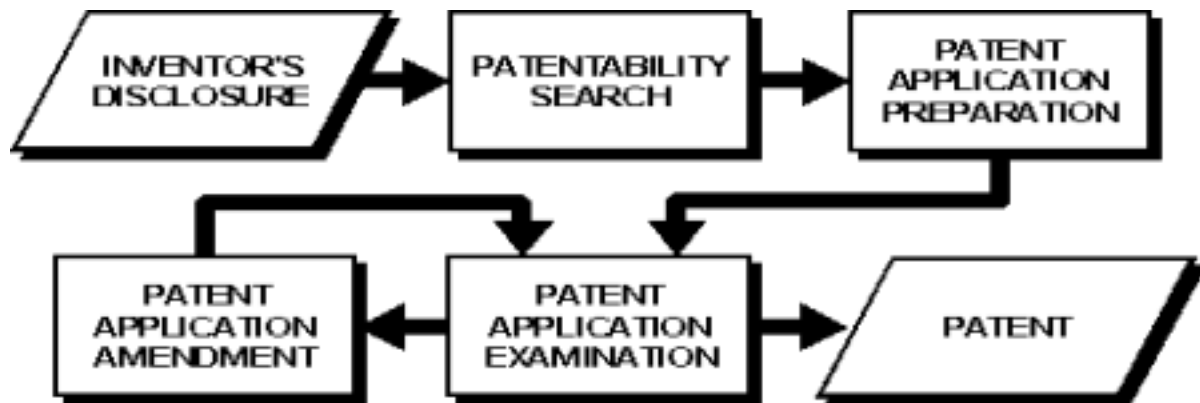 INVENTOR'S
DISCLOSURE
PATENTABILITY
SEARCH
PATENT
APPLICATION
PREPARATION
PATENT
APPLICATION
AMENDMENT
PATENT
APPLICATION
EXAMINATION
PATENT